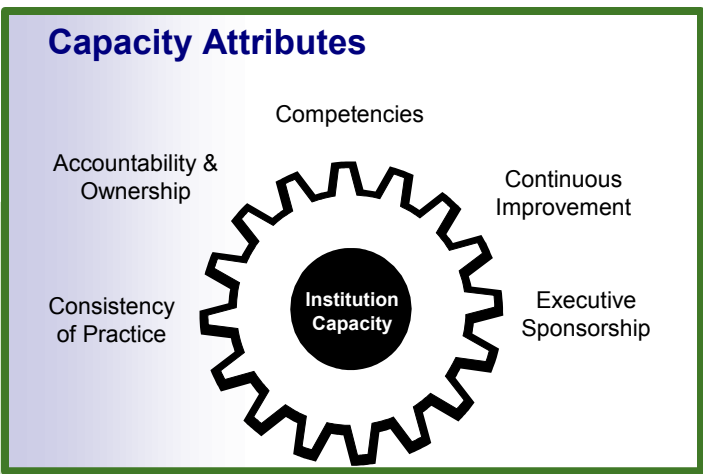 Capacity Attributes
Competencies
Accountability &
Ownership
Continuous
Improvement
Consistency
of Practice
Institution
Capacity
Executive
Sponsorship